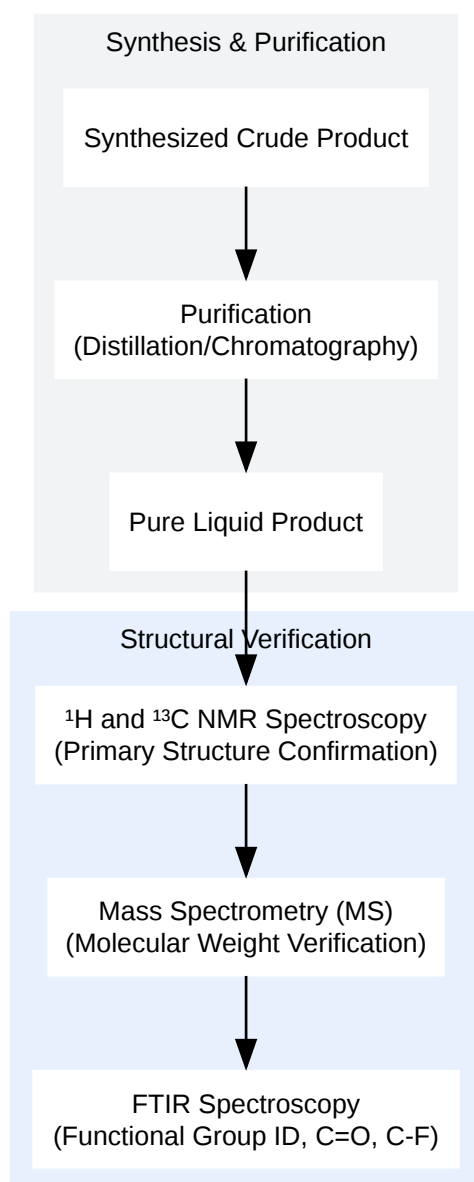 Synthesis & Purification
Synthesized Crude Product
Purification
(Distillation/Chromatography)
Pure Liquid Product
Structural Verification
¹H and ¹³C NMR Spectroscopy
(Primary Structure Confirmation)
Mass Spectrometry (MS)
(Molecular Weight Verification)
FTIR Spectroscopy
(Functional Group ID, C=O, C-F)